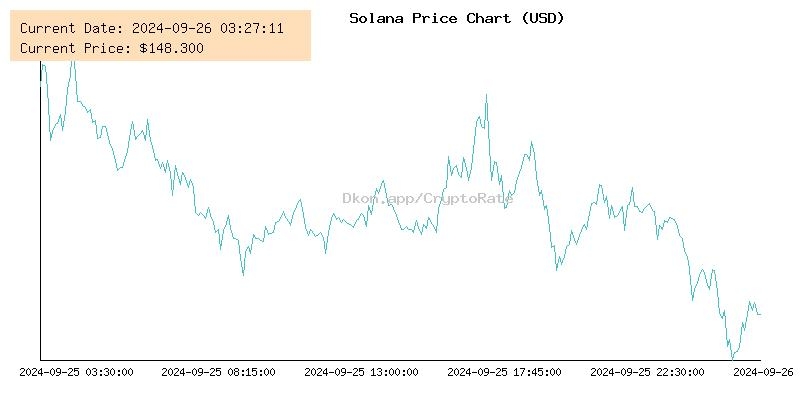 Solana Price Chart (USD)
Current Date: 2024-09-26 03:27:11
Current Price: $148.300
Dkon.app/CryptoRate
2024-09-25 03:30:00 2024-09-25 08:15:00 2024-09-25 13:00:00 2024-09-25 17:45:00 2024-09-25 22:30:00 2024-09-26